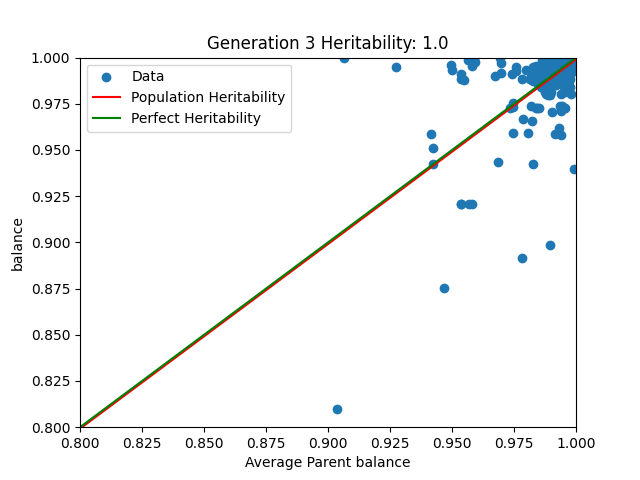 Generation 3 Heritability: 1.0
Data
Population Heritability
Perfect Heritability
balance
1.000
0.975
0.950
0.925
0.900
0.875
0.850
0.825
0.800
0.800 0.825 0.850 0.875 0.900 0.925 0.950 0.975 1.000
Average Parent balance